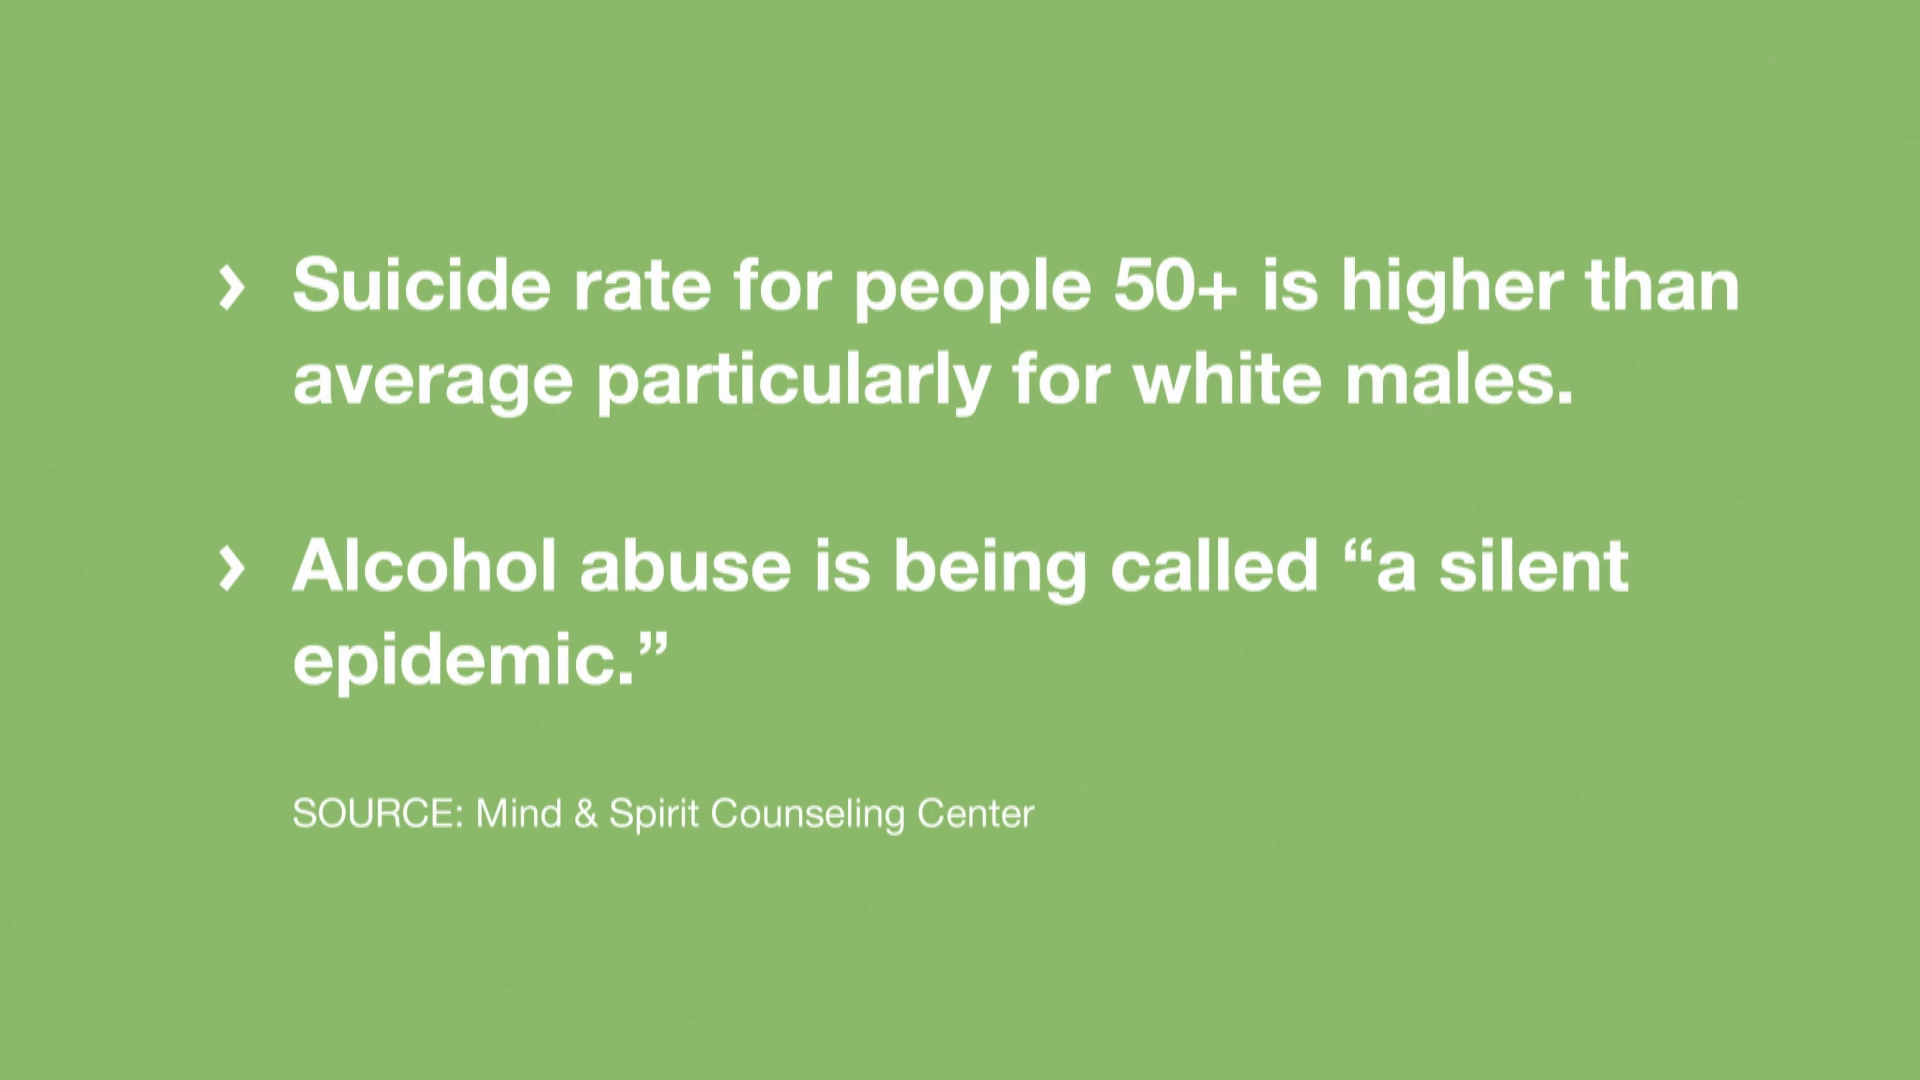 › Suicide rate for people 50+ is higher than
average particularly for white males.
› Alcohol abuse is being called “a silent
epidemic.”
SOURCE: Mind & Spirit Counseling Center